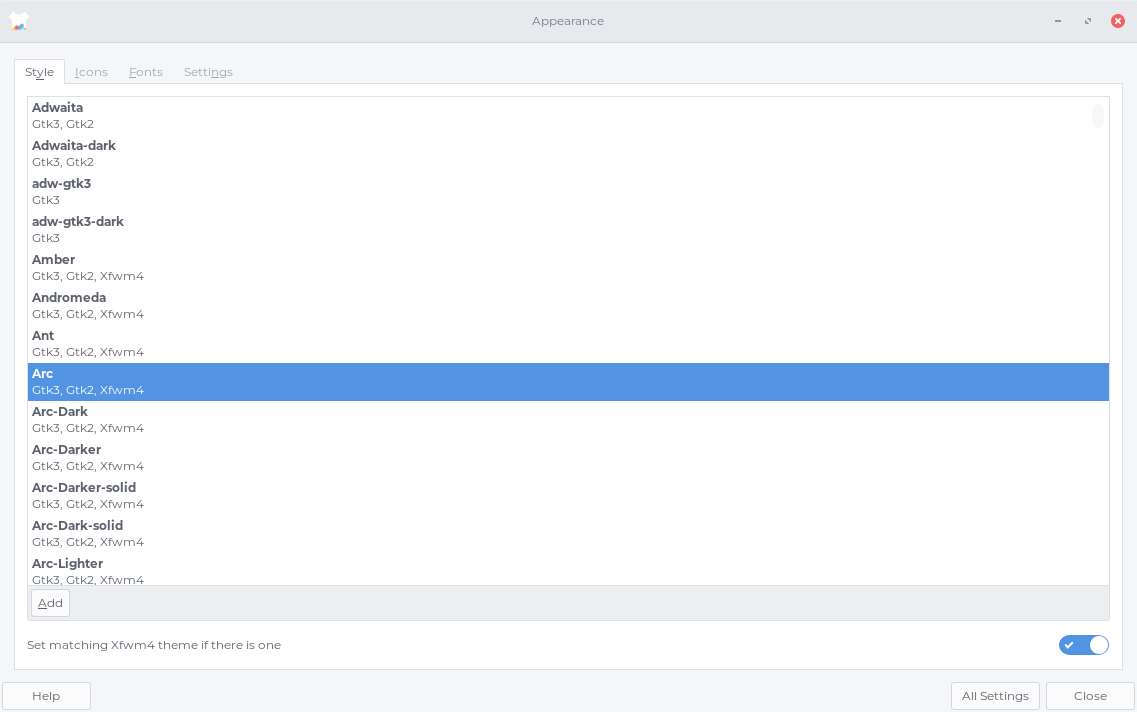 Appearance
Style Icons Fonts Settings
Adwaita
Gtk3, Gtk2
Adwaita-dark
Gtk3, Gtk2
adw-gtk3
Gtk3
adw-gtk3-dark
Gtk3
Amber
Gtk3, Gtk2, Xfwm4
Andromeda
Gtk3, Gtk2, Xfwm4
Ant
Gtk3, Gtk2, Xfwm4
Arc
Gtk3, Gtk2, Xfwm4
Arc-Dark
Gtk3, Gtk2, Xfwm4
Arc-Darker
Gtk3, Gtk2, Xfwm4
Arc-Darker-solid
Gtk3, Gtk2, Xfwm4
Arc-Dark-solid
Gtk3, Gtk2, Xfwm4
Arc-Lighter
Gtk3, Gtk2, Xfwm4
Add
Set matching Xfwm4 theme if there is one
Help All Settings Close